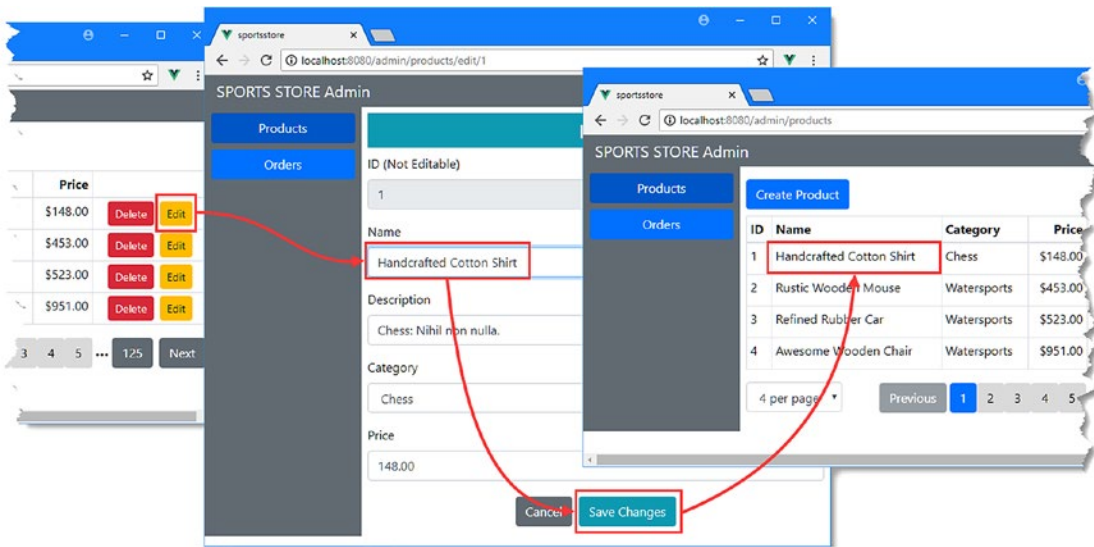 Price
$148.00 Delete Edit
$453.00 Delete Edit
$523.00 Delete Edit
$951.00 Delete Edit
3 4 5 ... 125 Next
sportsstore
localhost:8080/admin/products/edit/1
SPORTS STORE Admin
Products
Orders
ID (Not Editable)
1
Name
Handcrafted Cotton Shirt
Description
Chess: Nihil non nulla.
Category
Chess
Price
148.00
Cancel Save Changes
sportsstore
localhost:8080/admin/products
SPORTS STORE Admin
Products
Orders
Create Product
ID Name Category Price
1 Handcrafted Cotton Shirt Chess $148.00
2 Rustic Wooden Mouse Watersports $453.00
3 Refined Rubber Car Watersports $523.00
4 Awesome Wooden Chair Watersports $951.00
4 per page Previous 1 2 3 4 5